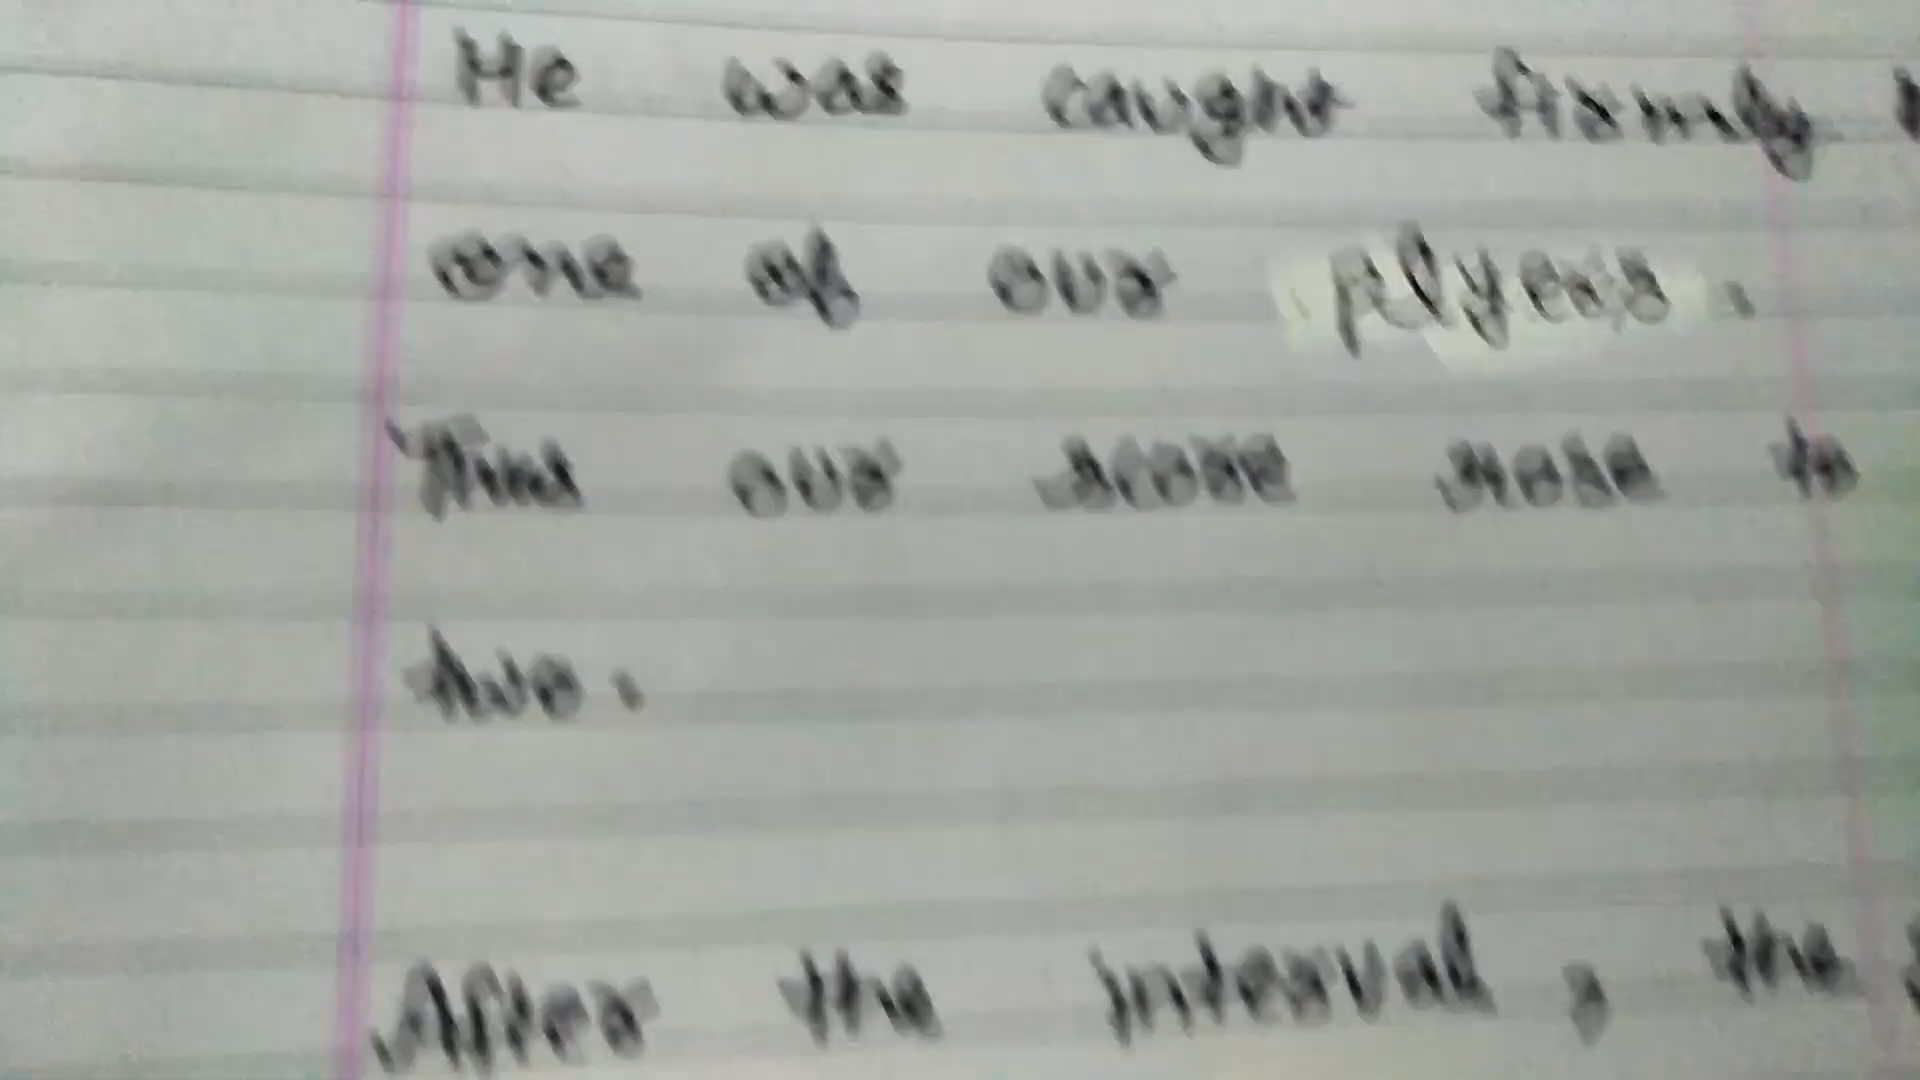 He was caught firmly
one of our plyers.
Thus our score rose to
two.
After the interval, the